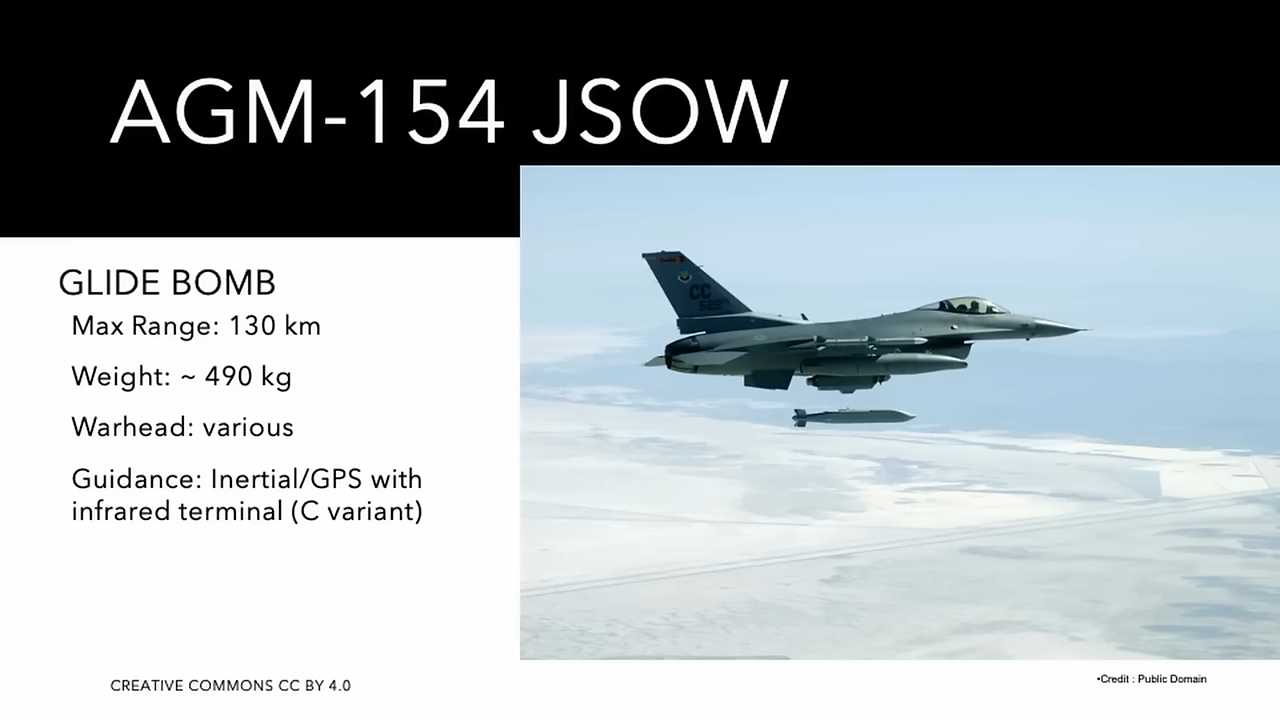 AGM-154 JSOW
GLIDE BOMB
Max Range: 130 km
Weight: ~ 490 kg
Warhead: various
Guidance: Inertial/GPS with
infrared terminal (C variant)
CC
CREATIVE COMMONS CC BY 4.0
•Credit : Public Domain